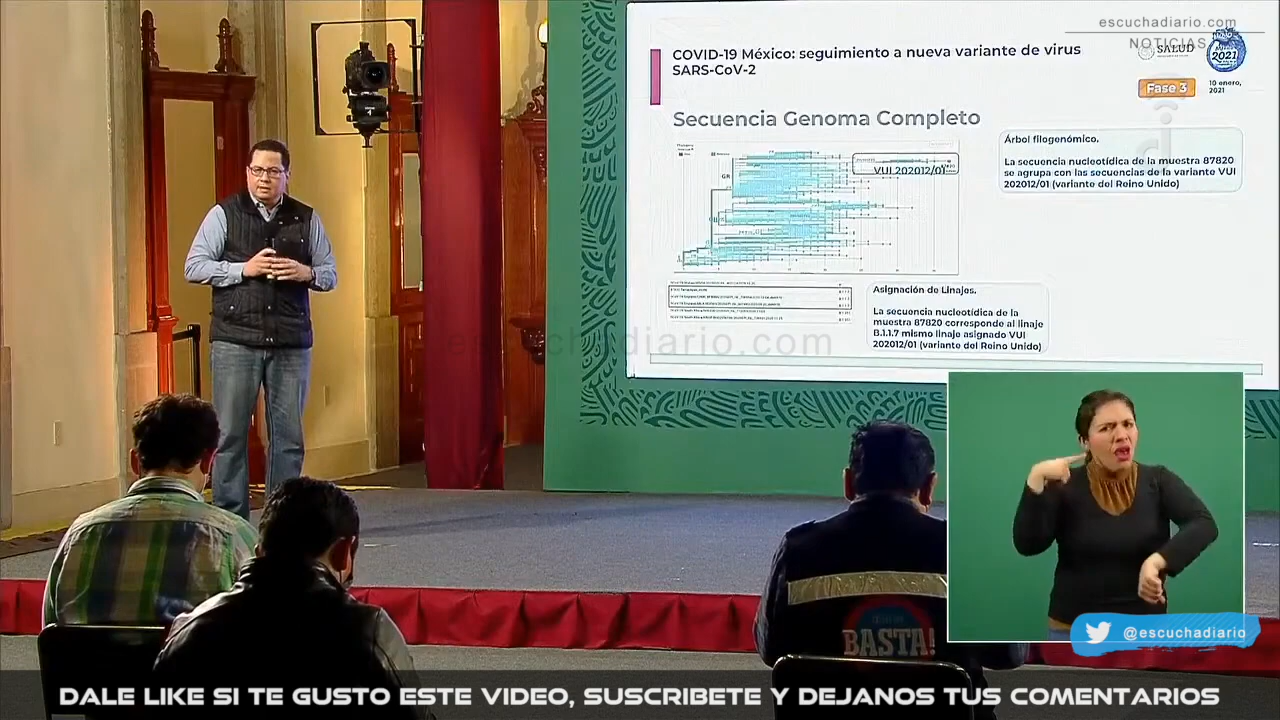 escuchadiario.com
NOTICIAS
COVID-19 México: seguimiento a nueva variante de virus
SARS-CoV-2
SALUD
2021
Fase 3
10 enero,
2021
Secuencia Genoma Completo
Árbol filogenómico.
La secuencia nucleotídica de la muestra 87820
se agrupa con las secuencias de la variante VUI
202012/01 (variante del Reino Unido)
VUI 202012/01
GR
Asignación de Linajes.
La secuencia nucleotídica de la
muestra 87820 corresponde al linaje
B.1.1.7 mismo linaje asignado VUI
202012/01 (variante del Reino Unido)
escuchadiario.com
BASTA!
@escuchadiario
DALE LIKE SI TE GUSTO ESTE VIDEO, SUSCRIBETE Y DEJANOS TUS COMENTARIOS